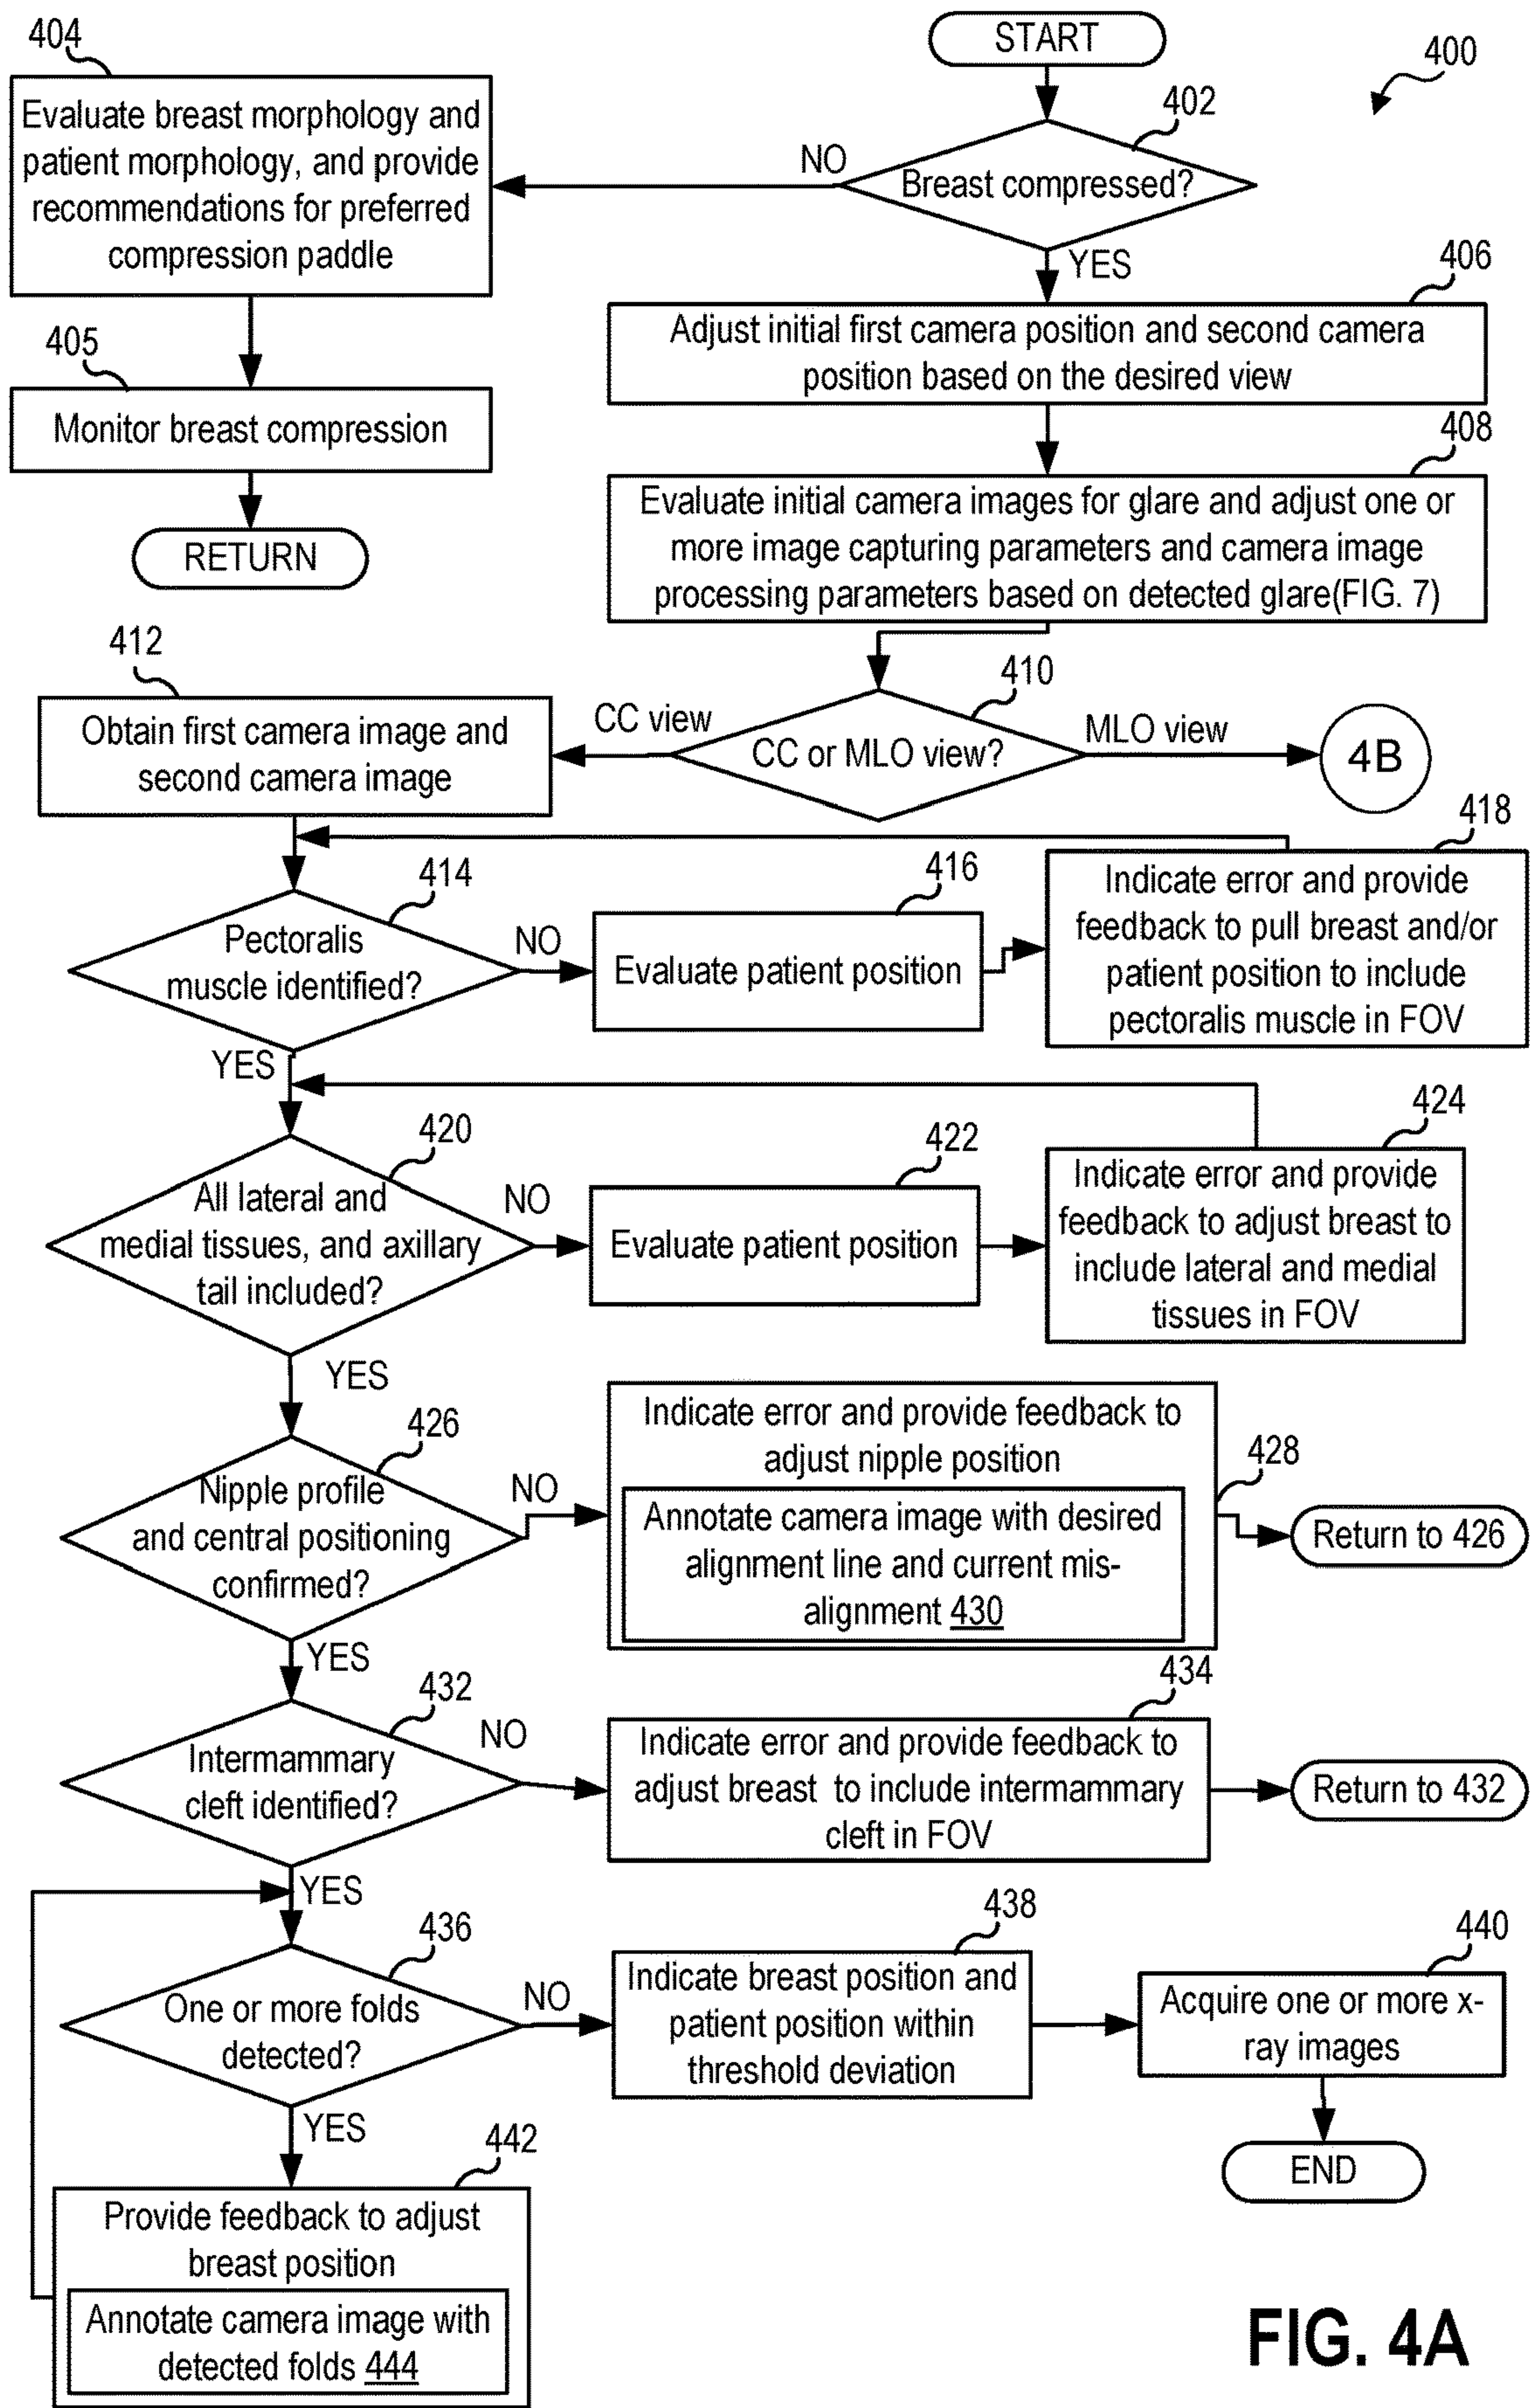 START
400
402
Breast compressed?
NO
YES
404
Evaluate breast morphology and
patient morphology, and provide
recommendations for preferred
compression paddle
405
Monitor breast compression
RETURN
406
Adjust initial first camera position and second camera
position based on the desired view
408
Evaluate initial camera images for glare and adjust one or
more image capturing parameters and camera image
processing parameters based on detected glare(FIG. 7)
410
CC or MLO view?
CC view
MLO view
4B
412
Obtain first camera image and
second camera image
414
Pectoralis
muscle identified?
NO
YES
416
Evaluate patient position
418
Indicate error and provide
feedback to pull breast and/or
patient position to include
pectoralis muscle in FOV
420
All lateral and
medial tissues, and axillary
tail included?
NO
YES
422
Evaluate patient position
424
Indicate error and provide
feedback to adjust breast to
include lateral and medial
tissues in FOV
426
Nipple profile
and central positioning
confirmed?
NO
YES
428
Indicate error and provide feedback to
adjust nipple position
Annotate camera image with desired
alignment line and current mis-
alignment 430
Return to 426
432
Intermammary
cleft identified?
NO
YES
434
Indicate error and provide feedback to
adjust breast to include intermammary
cleft in FOV
Return to 432
436
One or more folds
detected?
NO
YES
438
Indicate breast position and
patient position within
threshold deviation
440
Acquire one or more x-
ray images
END
442
Provide feedback to adjust
breast position
Annotate camera image with
detected folds 444
FIG. 4A